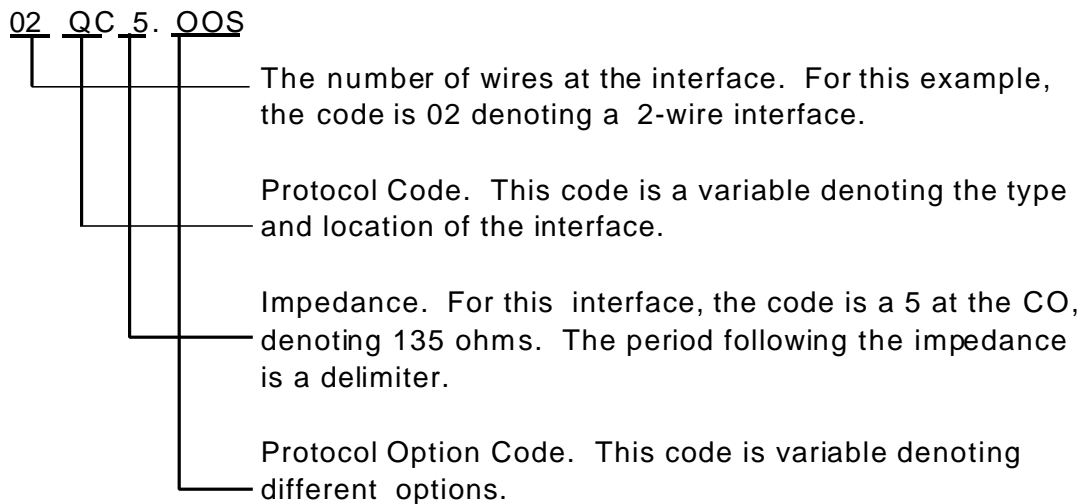 02 QC 5. OOS
The number of wires at the interface. For this example,
the code is 02 denoting a 2-wire interface.
Protocol Code. This code is a variable denoting the type
and location of the interface.
Impedance. For this interface, the code is a 5 at the CO,
denoting 135 ohms. The period following the impedance
is a delimiter.
Protocol Option Code. This code is variable denoting
different options.